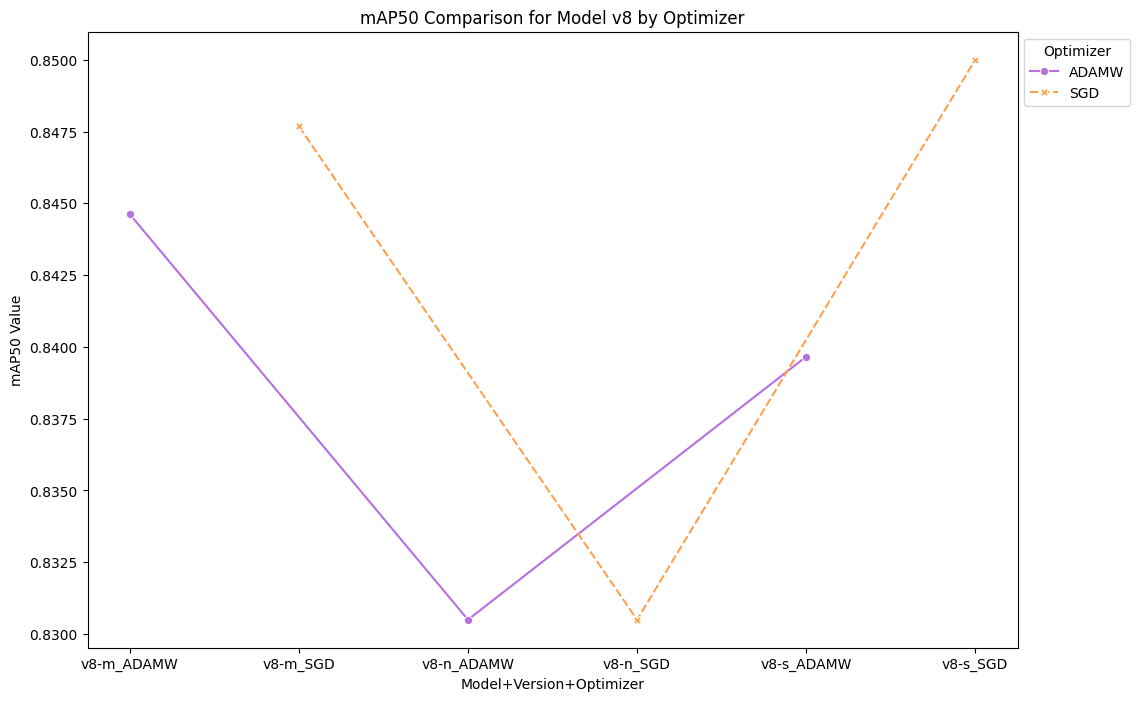 mAP50 Comparison for Model v8 by Optimizer
Optimizer
ADAMW
SGD
mAP50 Value
0.8500
0.8475
0.8450
0.8425
0.8400
0.8375
0.8350
0.8325
0.8300
v8-m_ADAMW
v8-m_SGD
v8-n_ADAMW
v8-n_SGD
v8-s_ADAMW
v8-s_SGD
Model+Version+Optimizer